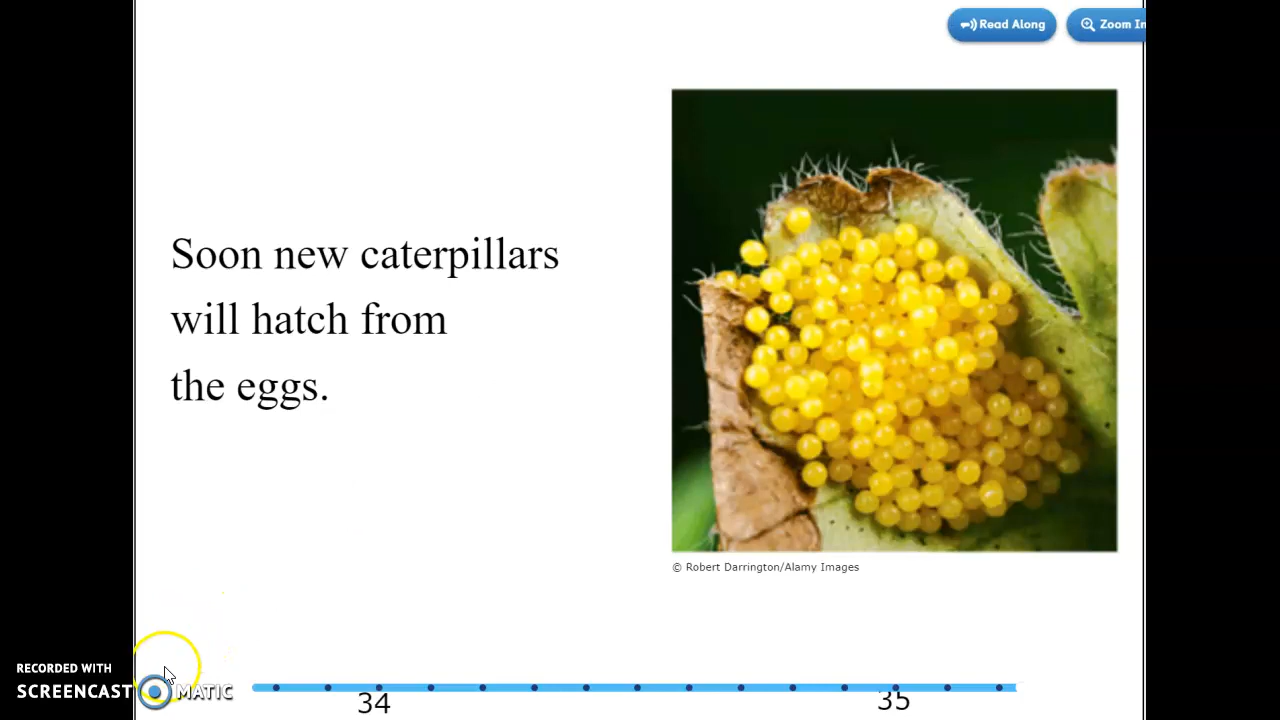 Read Along
Zoom In
Soon new caterpillars
will hatch from
the eggs.
© Robert Darrington/Alamy Images
RECORDED WITH
SCREENCAST MATIC
34
35